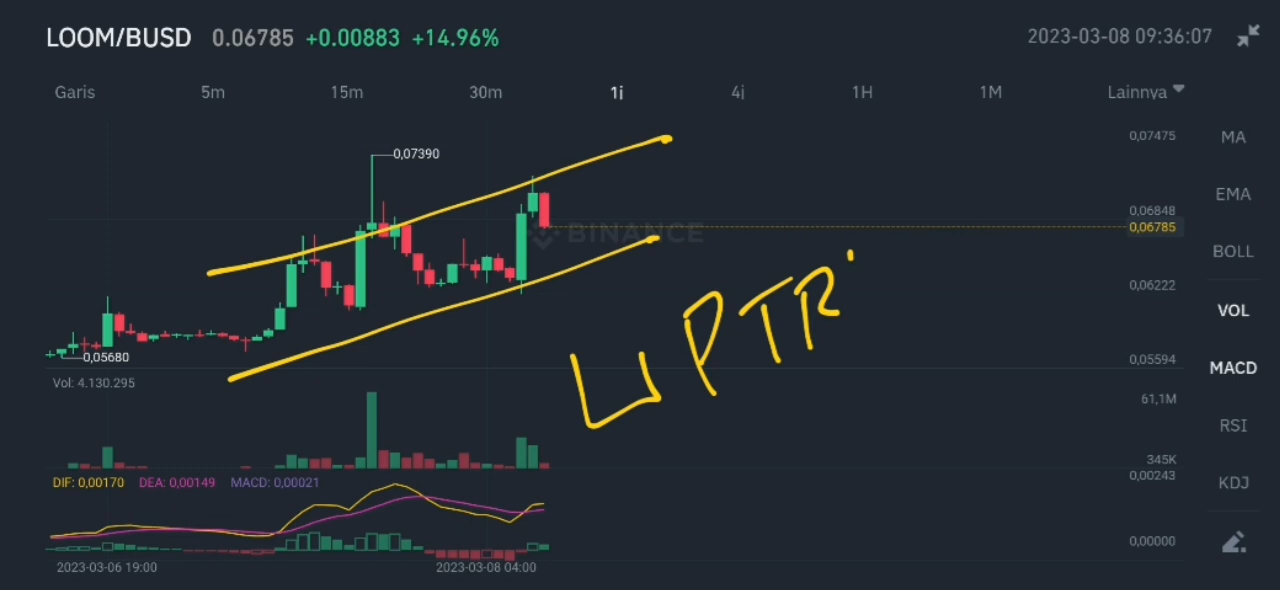 LOOM/BUSD 0.06785 +0.00883 +14.96% 2023-03-08 09:36:07
Garis 5m 15m 30m 1j 4j 1H 1M Lainnya
0,07475 MA
0,07390
EMA
0,06848
BINANCE 0,06785
BOLL
0,06222
VOL
UPTR
0,05680 0,05594
MACD
Vol: 4.130.295
61,1M
RSI
345K
DIF: 0,00170 DEA: 0,00149 MACD: 0,00021 0,00243
KDJ
0,00000
2023-03-06 19:00 2023-03-08 04:00